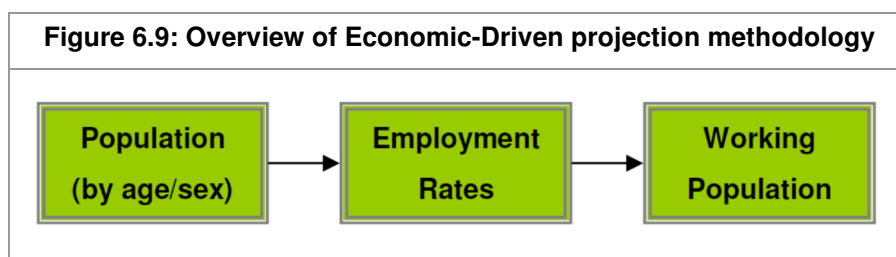 Figure 6.9: Overview of Economic-Driven projection methodology
Population
(by age/sex)
Employment
Rates
Working
Population